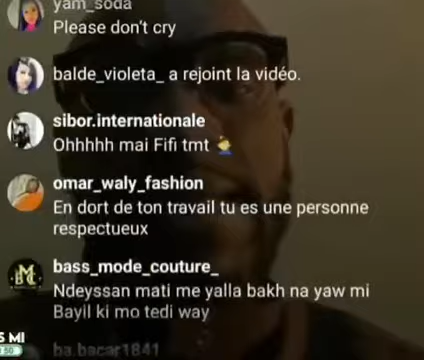 yam_soda
Please don't cry
balde_violeta_ a rejoint la vidéo.
sibor.internationale
Ohhhhh mai Fifi tmt 🤦
omar_waly_fashion
En dort de ton travail tu es une personne
respectueux
bass_mode_couture_
Ndeyssan mati me yalla bakh na yaw mi
Bayil ki mo tedi way
S MI
50
ba.bacar1841